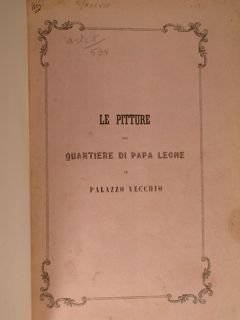 LE PITTURE
DEL
QUARTIERE DI PAPA LEONE
IN
PALAZZO VECCHIO